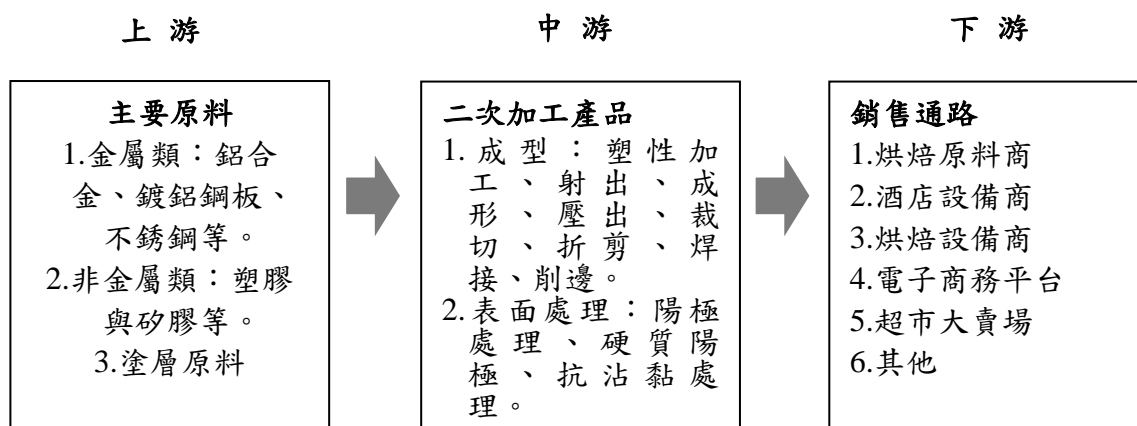 上 游
中 游
下 游
主要原料
1.金屬類：鋁合
金、鍍鋁鋼板、
不銹鋼等。
2.非金屬類：塑膠
與矽膠等。
3.塗層原料
二次加工產品
1.成型：塑性加
工、射出、成
形、壓出、裁
切、折剪、焊
接、削邊。
2.表面處理：陽極
處理、硬質陽
極、抗沾黏處
理。
銷售通路
1.烘焙原料商
2.酒店設備商
3.烘焙設備商
4.電子商務平台
5.超市大賣場
6.其他